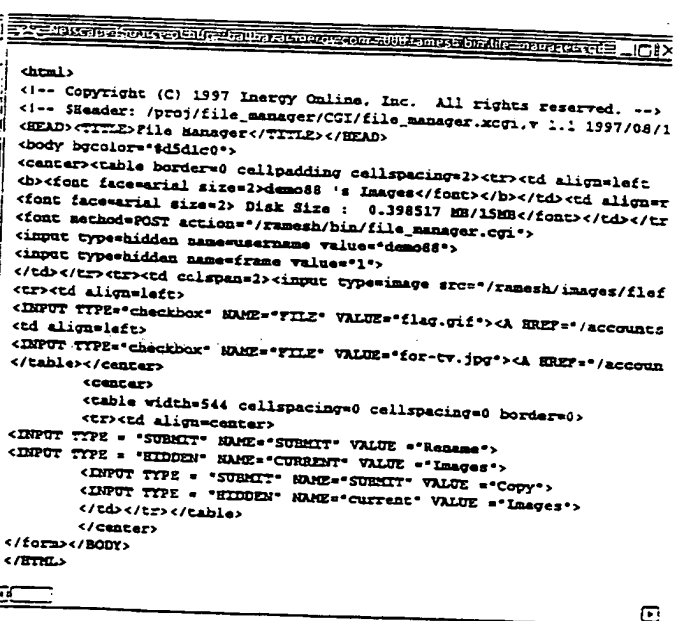 <html>
<!-- Copyright (C) 1997 Inergy Online, Inc.  All rights reserved. -->
<!-- $Header: /proj/file_manager/CGI/file_manager.xcgi,v 1.1 1997/08/1
<HEAD><TITLE>File Manager</TITLE></HEAD>
<body bgcolor="#d5d1c0">
<center><table border=0 cellpadding cellspacing=2><tr><td align=left
<b><font face=arial size=2>demo88 's Images</font></b></td><td align=r
<font face=arial size=2> Disk Size :  0.398517 MB/15MB</font></td></tr
<font method=POST action="/ramesh/bin/file_manager.cgi">
<input type=hidden name=username value="demo88">
<input type=hidden name=frame value="1">
</td></tr><tr><td colspan=2><input type=image src="/ramesh/images/flef
<tr><td align=left>
<INPUT TYPE="checkbox" NAME="FILE" VALUE="flag.gif"><A HREF="/accounts
<td align=left>
<INPUT TYPE="checkbox" NAME="FILE" VALUE="for-tv.jpg"><A HREF="/accoun
</table></center>
<center>
<table width=544 cellspacing=0 cellspacing=0 border=0>
<tr><td align=center>
<INPUT TYPE = "SUBMIT" NAME="SUBMIT" VALUE ="Rename">
<INPUT TYPE = "HIDDEN" NAME="CURRENT" VALUE ="Images">
<INPUT TYPE = "SUBMIT" NAME="SUBMIT" VALUE ="Copy">
<INPUT TYPE = "HIDDEN" NAME="current" VALUE ="Images">
</td></tr></table>
</center>
</form></BODY>
</HTML>